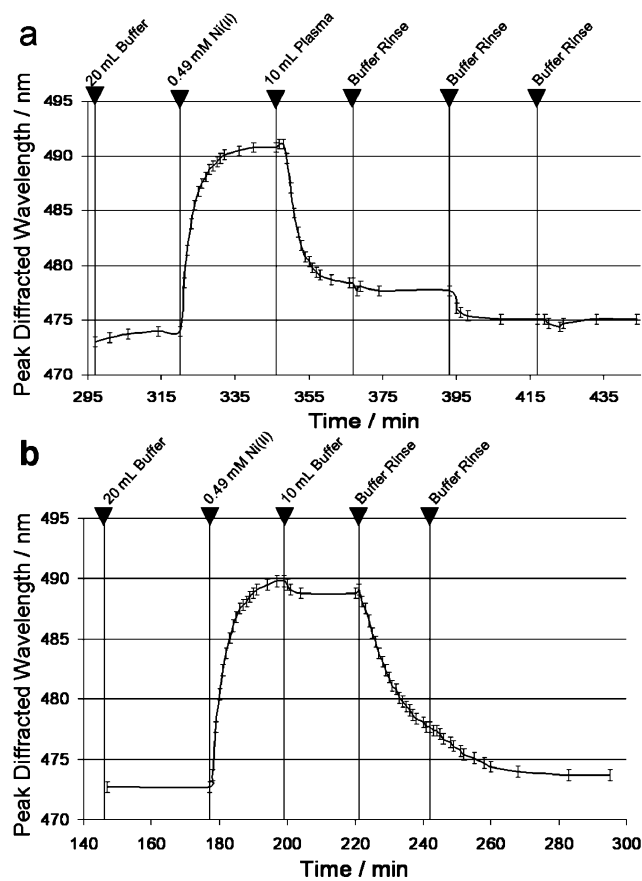 a
20 mL Buffer
0.49 mM Ni(II)
10 mL Plasma
Buffer Rinse
Buffer Rinse
Buffer Rinse
Peak Diffracted Wavelength / nm
495
490
485
480
475
470
295 315 335 355 375 395 415 435
Time / min
b
20 mL Buffer
0.49 mM Ni(II)
10 mL Buffer
Buffer Rinse
Buffer Rinse
Peak Diffracted Wavelength / nm
495
490
485
480
475
470
140 160 180 200 220 240 260 280 300
Time / min